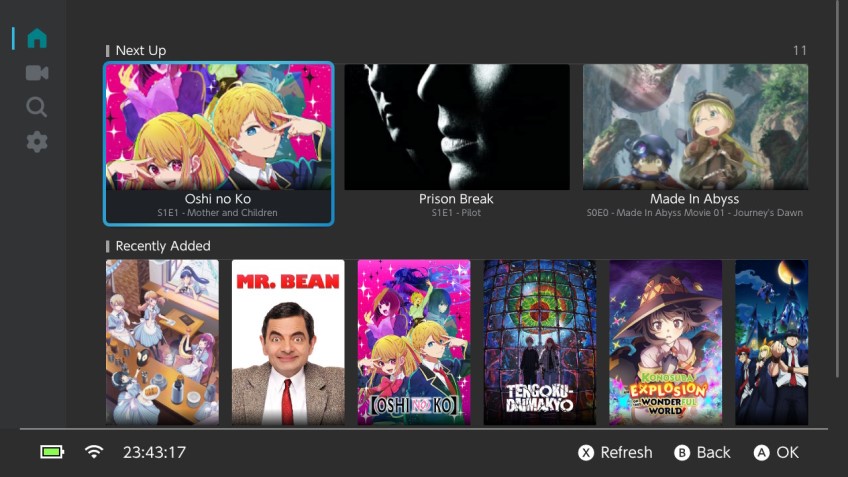 Next Up
11
Oshi no Ko
S1E1 - Mother and Children
Prison Break
S1E1 - Pilot
Made In Abyss
S0E0 - Made In Abyss Movie 01 - Journey's Dawn
Recently Added
MR. BEAN
[OSHI NO KO]
TENGOKU-
DAIMAKYO
KONOSUBA
EXPLOSION
WONDERFUL
WORLD!
23:43:17
X Refresh
B Back
A OK